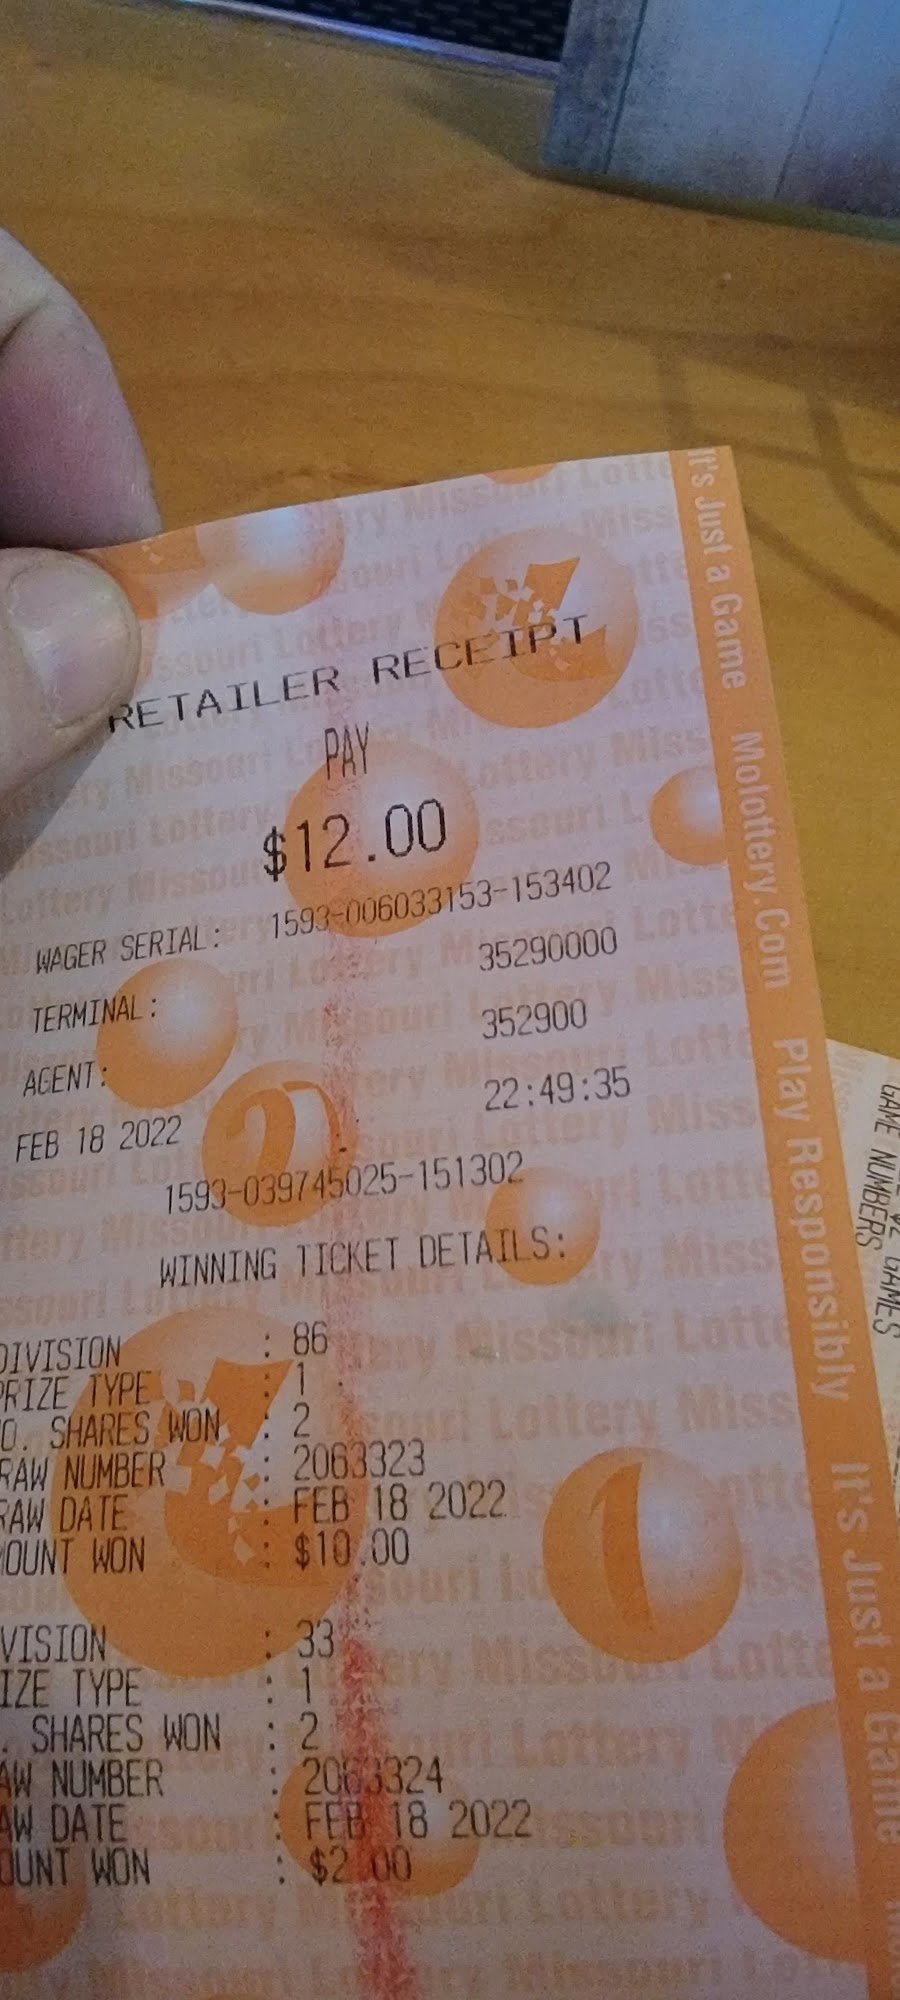 RETAILER RECEIPT
PAY
$12.00
WAGER SERIAL: 1593-006033153-153402
TERMINAL: 35290000
AGENT: 352900
FEB 18 2022 22:49:35
1593-039745025-151302
WINNING TICKET DETAILS:
DIVISION : 86
PRIZE TYPE : 1
O. SHARES WON : 2
RAW NUMBER : 2063323
RAW DATE : FEB 18 2022
MOUNT WON : $10.00
VISION : 33
IZE TYPE : 1
. SHARES WON : 2
AW NUMBER : 2063324
AW DATE : FEB 18 2022
OUNT WON : $2.00
It's Just a Game Molottery.Com Play Responsibly It's Just a Game
GAMES
GAME NUMBERS